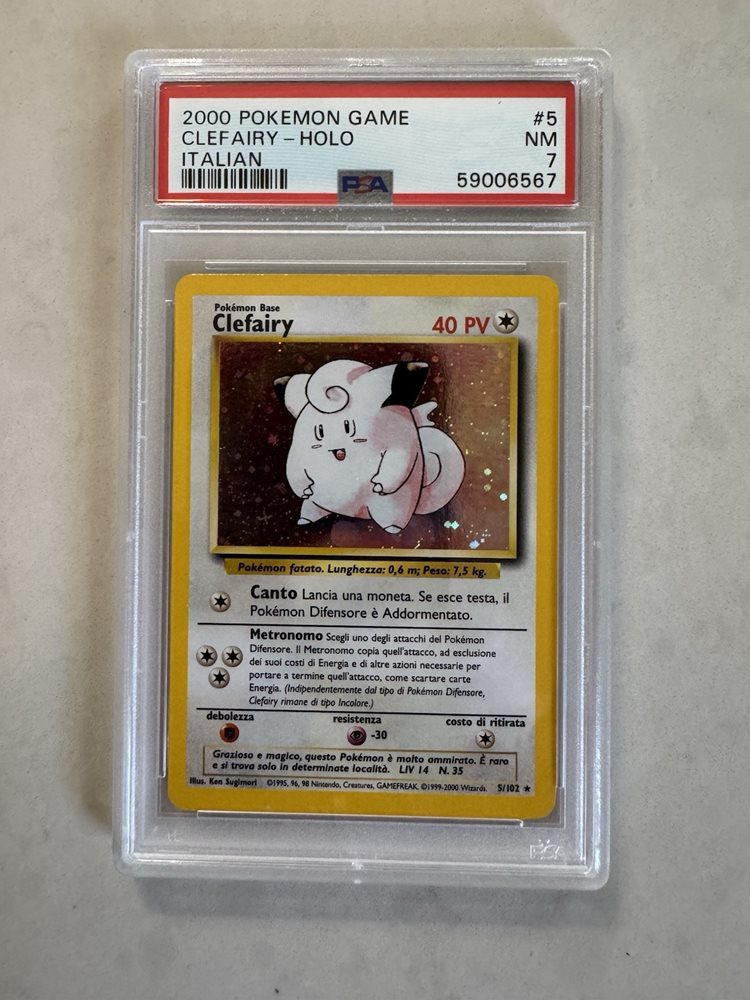 2000 POKEMON GAME #5
CLEFAIRY - HOLO NM
ITALIAN 7
PSA 59006567
Pokémon Base
Clefairy 40 PV
Pokémon fatato. Lunghezza: 0,6 m; Peso: 7,5 kg.
Canto Lancia una moneta. Se esce testa, il
Pokémon Difensore è Addormentato.
Metronomo Scegli uno degli attacchi del Pokémon
Difensore. Il Metronomo copia quell'attacco, ad esclusione
dei suoi costi di Energia e di altre azioni necessarie per
portare a termine quell'attacco, come scartare carte
Energia. (Indipendentemente dal tipo di Pokémon Difensore,
Clefairy rimane di tipo Incolore.)
debolezza resistenza costo di ritirata
-30
Grazioso e magico, questo Pokémon è molto ammirato. È raro
e si trova solo in determinate località. LIV 14 N. 35
Illus. Ken Sugimori ©1995, 96, 98 Nintendo, Creatures, GAMEFREAK. ©1999-2000 Wizards. 5/102 ★
PSA